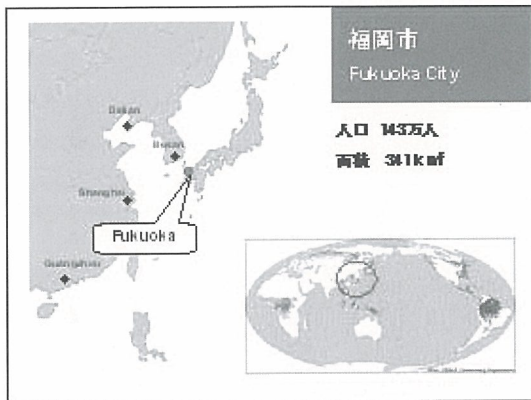 福岡市
Fukuoka City
人口 143万人
面積 341km²
Dalian
Busan
Shanghai
Fukuoka
Guangzhou